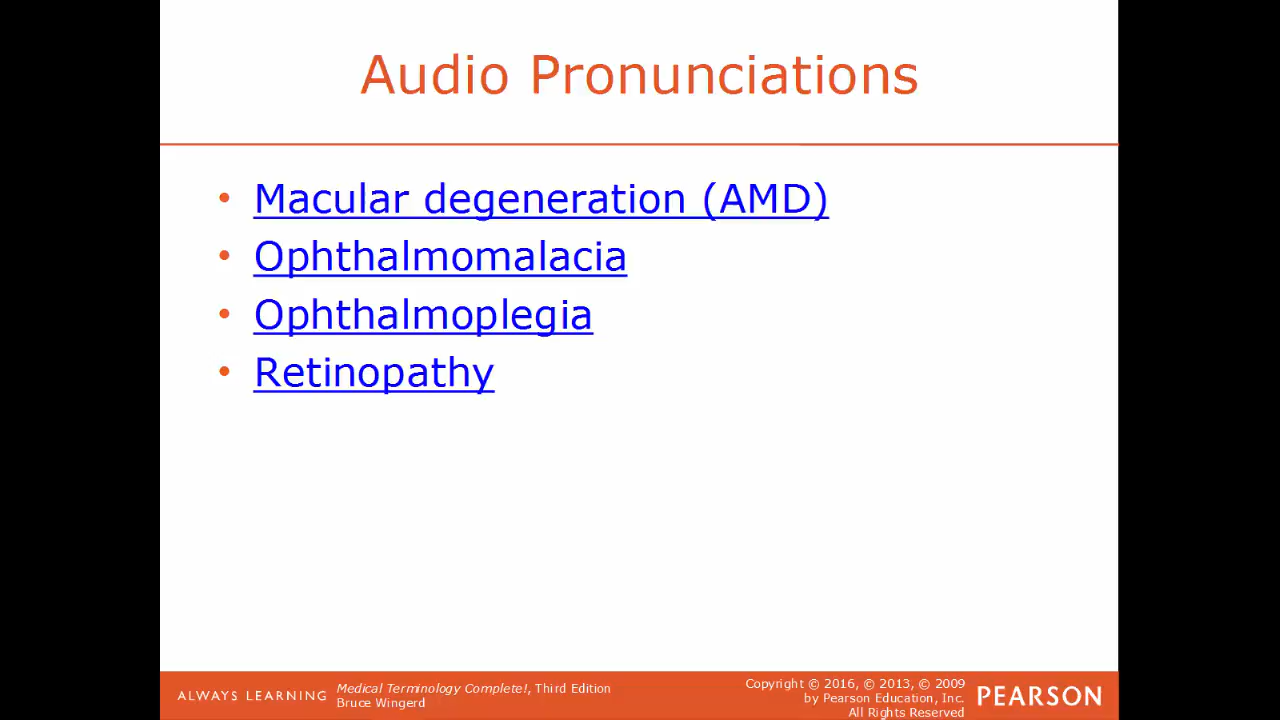 Audio Pronunciations
• Macular degeneration (AMD)
• Ophthalmomalacia
• Ophthalmoplegia
• Retinopathy
ALWAYS LEARNING
Medical Terminology Complete!, Third Edition
Bruce Wingerd
Copyright © 2016, © 2013, © 2009
by Pearson Education, Inc.
All Rights Reserved
PEARSON